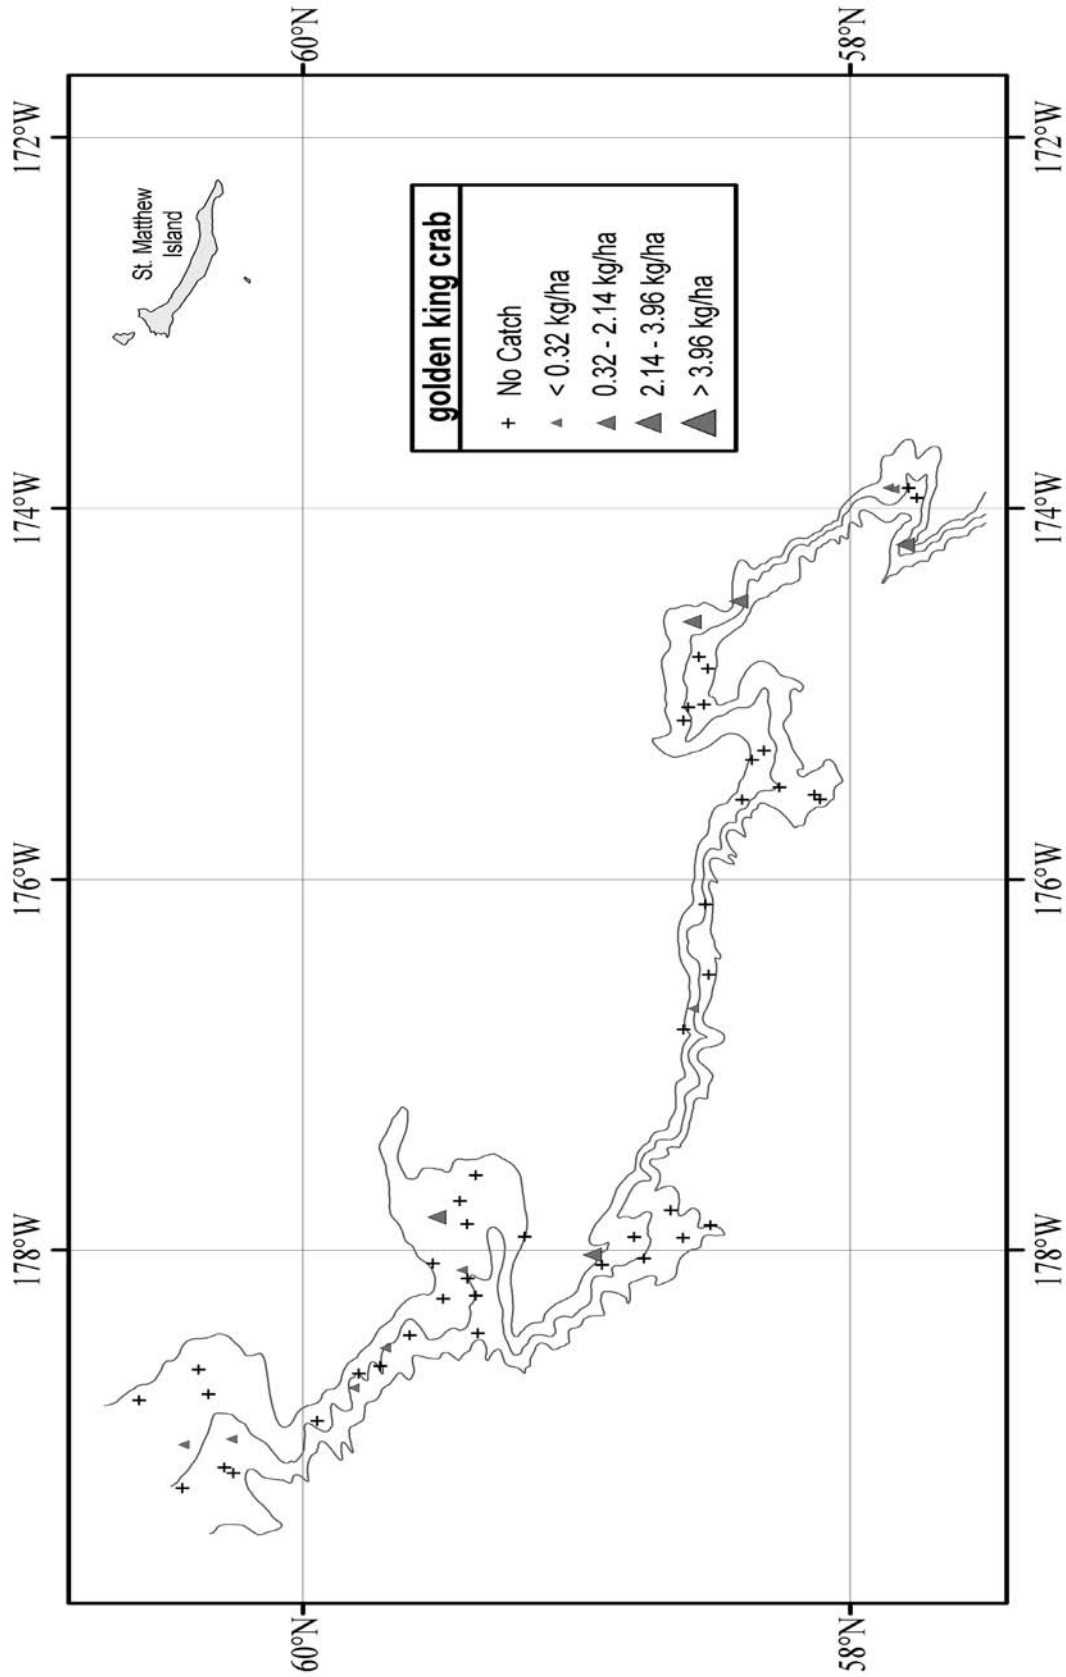 172°W
174°W
176°W
178°W
60°N
58°N
60°N
58°N
St. Matthew
Island
golden king crab
No Catch
< 0.32 kg/ha
0.32 - 2.14 kg/ha
2.14 - 3.96 kg/ha
> 3.96 kg/ha
172°W
174°W
176°W
178°W